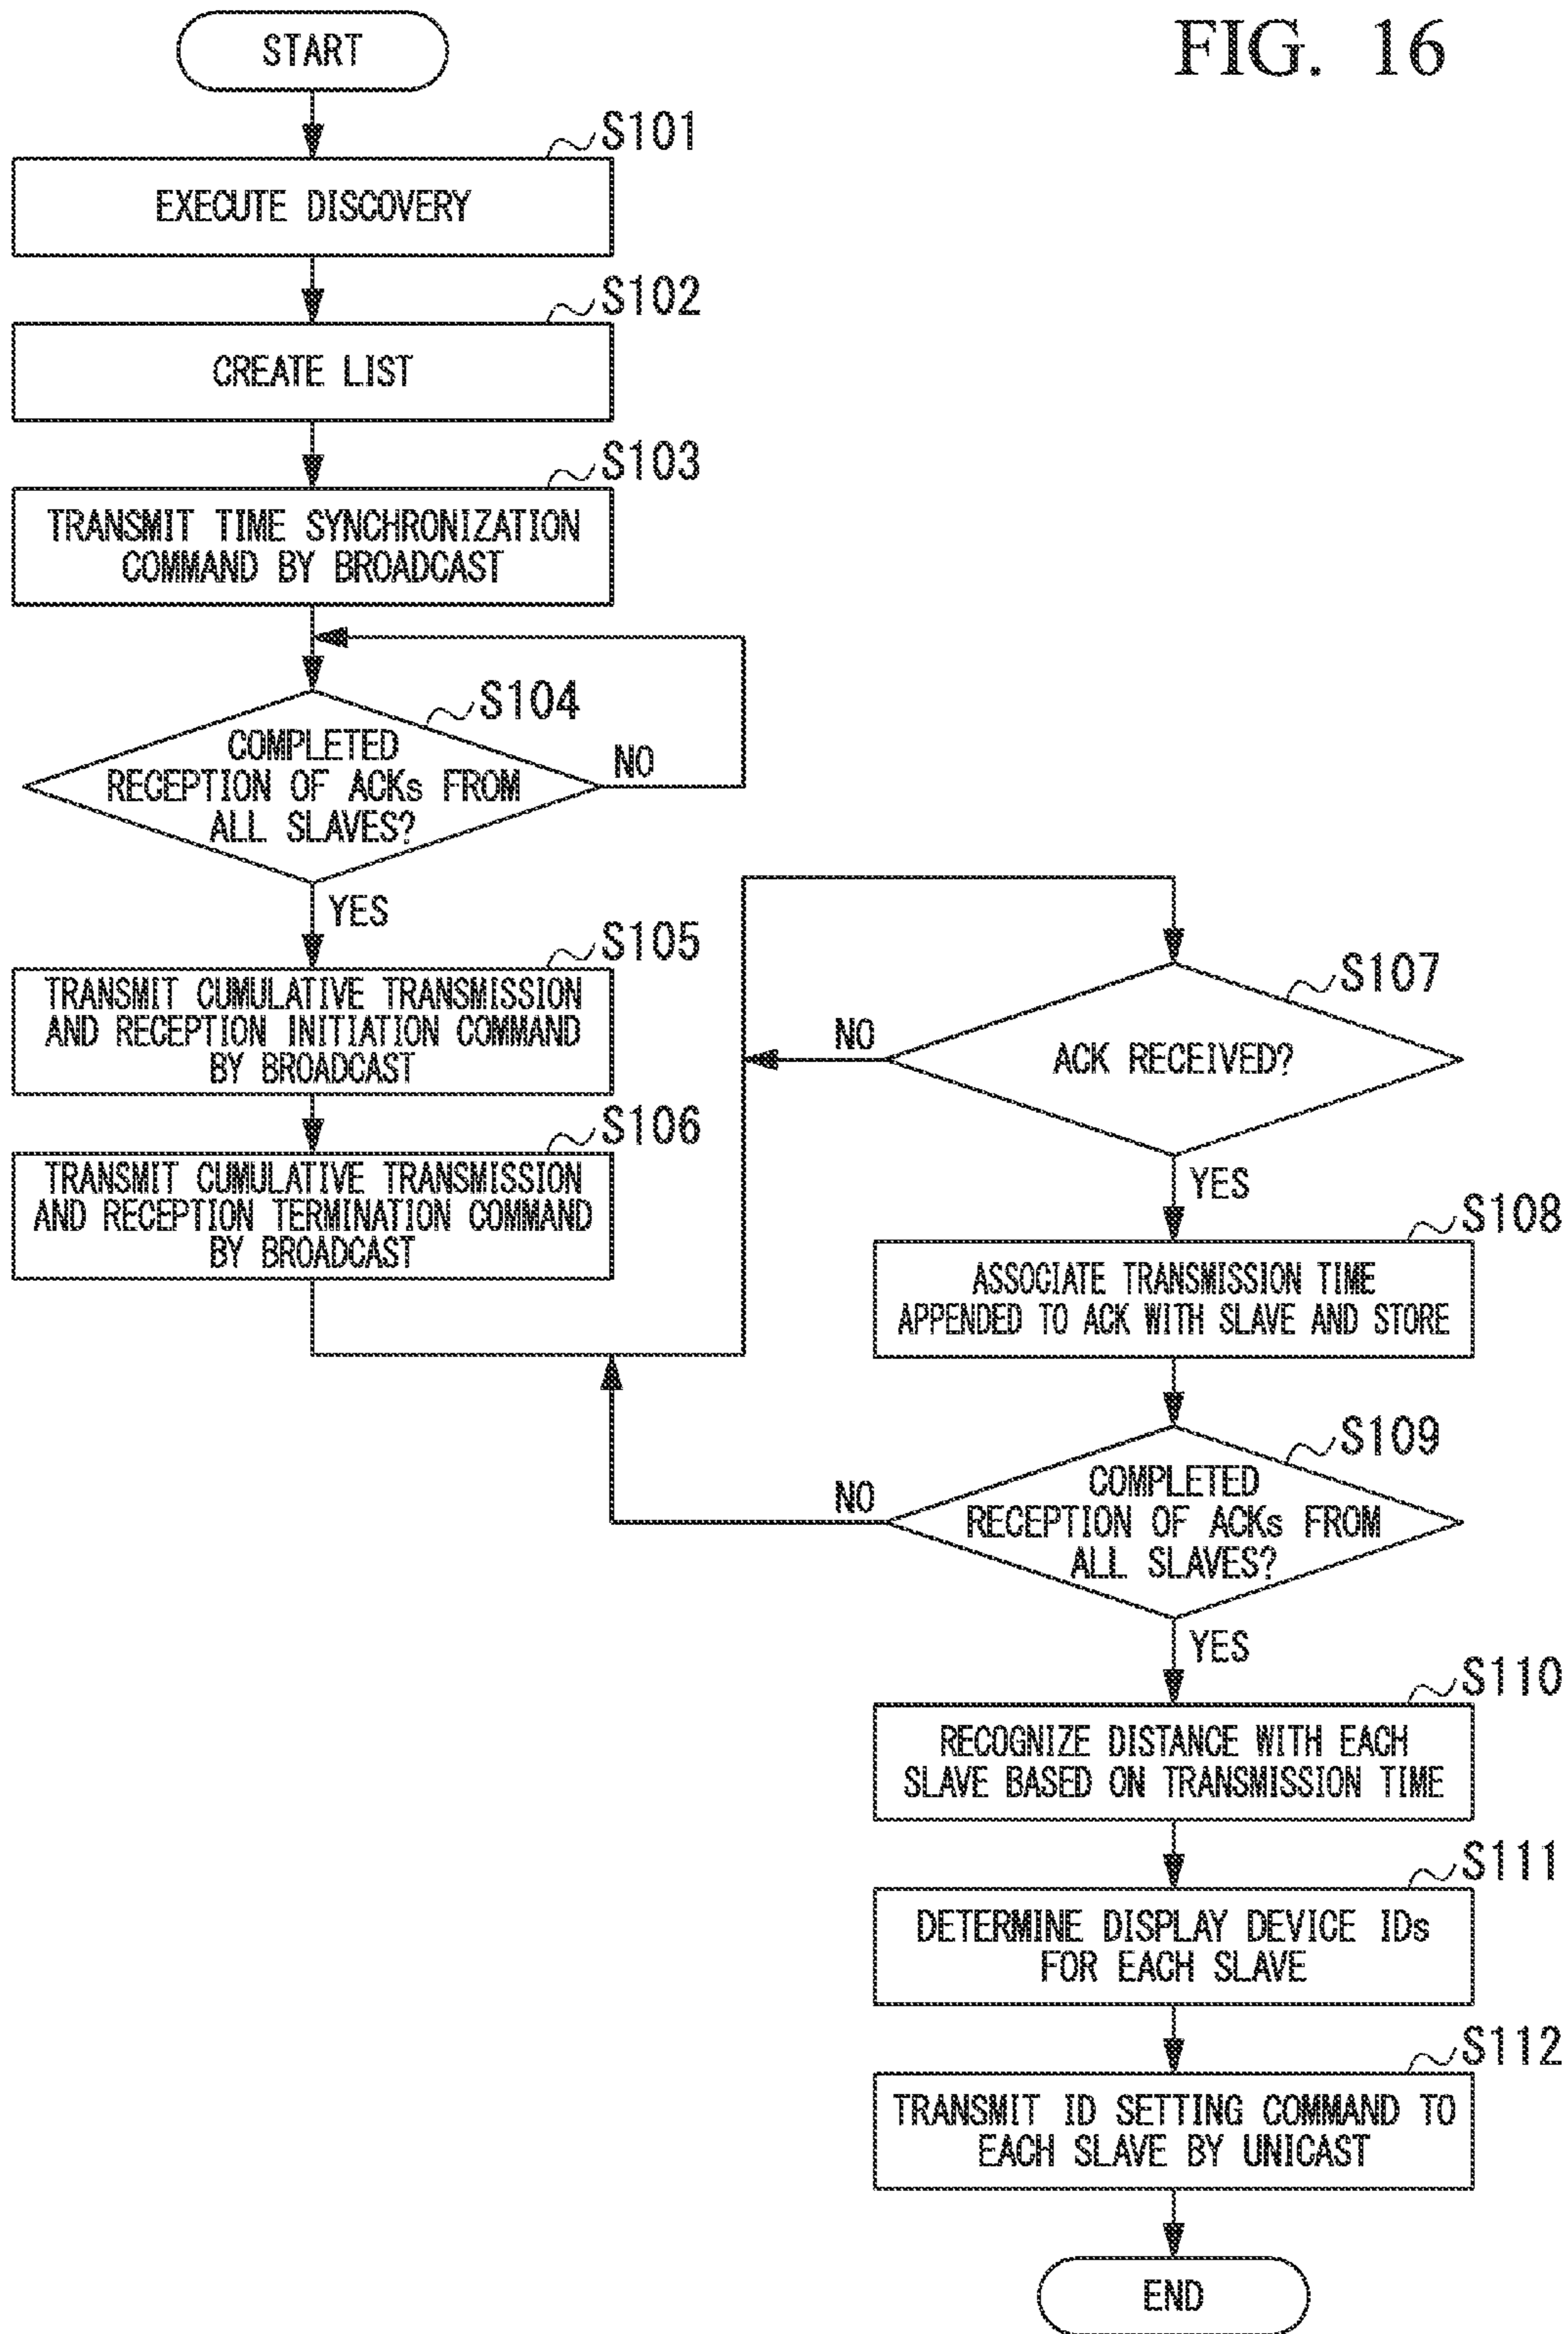 FIG. 16
START
S101
EXECUTE DISCOVERY
S102
CREATE LIST
S103
TRANSMIT TIME SYNCHRONIZATION
COMMAND BY BROADCAST
S104
COMPLETED
RECEPTION OF ACKs FROM
ALL SLAVES?
NO
YES
S105
TRANSMIT CUMULATIVE TRANSMISSION
AND RECEPTION INITIATION COMMAND
BY BROADCAST
S106
TRANSMIT CUMULATIVE TRANSMISSION
AND RECEPTION TERMINATION COMMAND
BY BROADCAST
S107
ACK RECEIVED?
NO
YES
S108
ASSOCIATE TRANSMISSION TIME
APPENDED TO ACK WITH SLAVE AND STORE
S109
COMPLETED
RECEPTION OF ACKs FROM
ALL SLAVES?
NO
YES
S110
RECOGNIZE DISTANCE WITH EACH
SLAVE BASED ON TRANSMISSION TIME
S111
DETERMINE DISPLAY DEVICE IDs
FOR EACH SLAVE
S112
TRANSMIT ID SETTING COMMAND TO
EACH SLAVE BY UNICAST
END